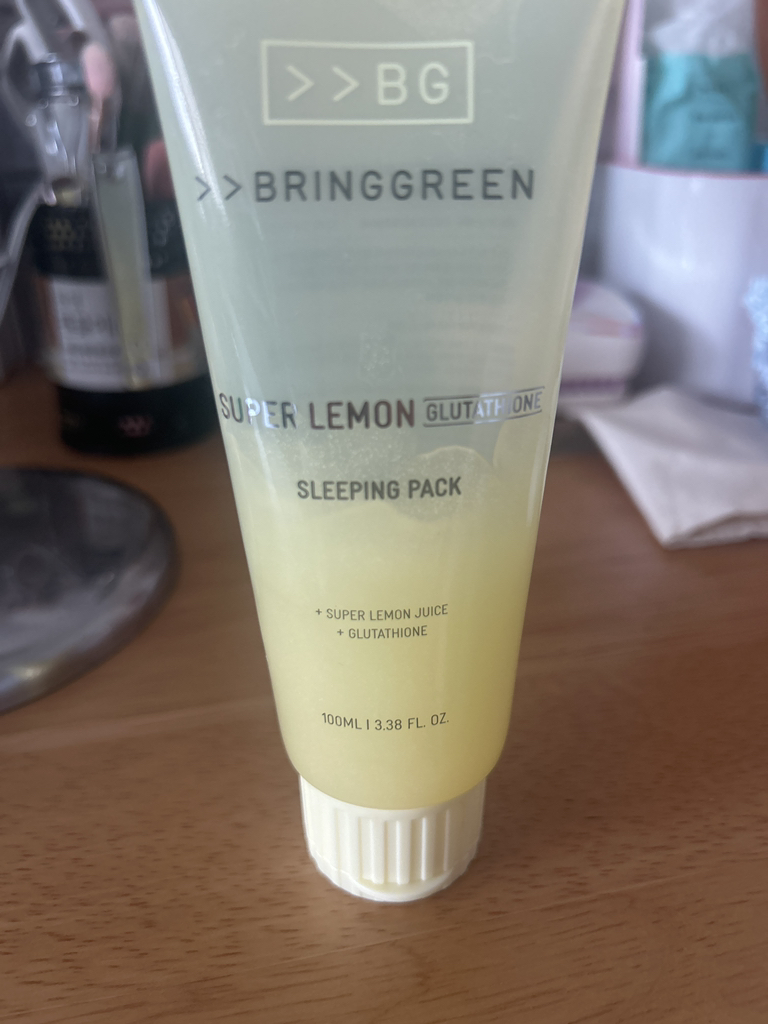 >>BG
>>BRINGGREEN
SUPER LEMON GLUTATHIONE
SLEEPING PACK
+ SUPER LEMON JUICE
+ GLUTATHIONE
100ML I 3.38 FL. OZ.